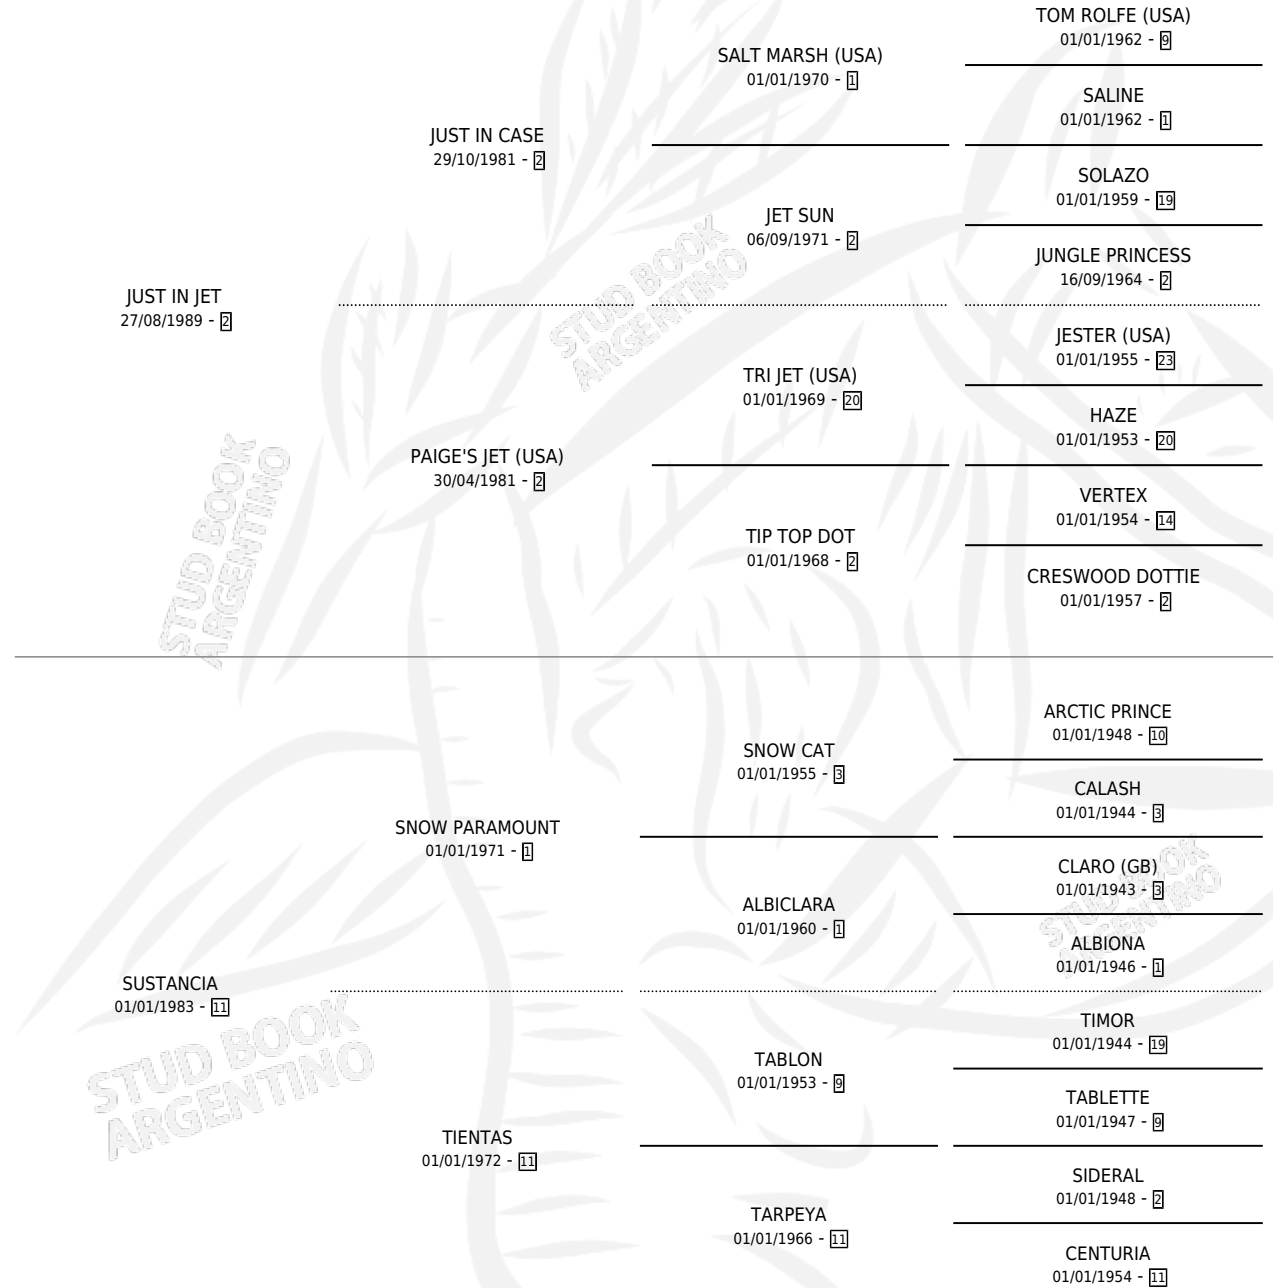 TOM ROLFE (USA)
01/01/1962 - 9
SALT MARSH (USA)
01/01/1970 - 1
SALINE
01/01/1962 - 1
JUST IN CASE
29/10/1981 - 2
SOLAZO
01/01/1959 - 19
JET SUN
06/09/1971 - 2
JUNGLE PRINCESS
16/09/1964 - 2
JUST IN JET
27/08/1989 - 2
JESTER (USA)
01/01/1955 - 23
TRI JET (USA)
01/01/1969 - 20
HAZE
01/01/1953 - 20
PAIGE'S JET (USA)
30/04/1981 - 2
VERTEX
01/01/1954 - 14
TIP TOP DOT
01/01/1968 - 2
CRESWOOD DOTTIE
01/01/1957 - 2
STUD BOOK
ARGENTINO
STUD BOOK
ARGENTINO
ARCTIC PRINCE
01/01/1948 - 10
SNOW CAT
01/01/1955 - 3
CALASH
01/01/1944 - 3
SNOW PARAMOUNT
01/01/1971 - 1
CLARO (GB)
01/01/1943 - 3
ALBICLARA
01/01/1960 - 1
ALBIONA
01/01/1946 - 1
SUSTANCIA
01/01/1983 - 11
TIMOR
01/01/1944 - 19
TABLON
01/01/1953 - 9
TABLETTE
01/01/1947 - 9
TIENTAS
01/01/1972 - 11
SIDERAL
01/01/1948 - 2
TARPEYA
01/01/1966 - 11
CENTURIA
01/01/1954 - 11
STUD BOOK
ARGENTINO
STUD BOOK
ARGENTINO